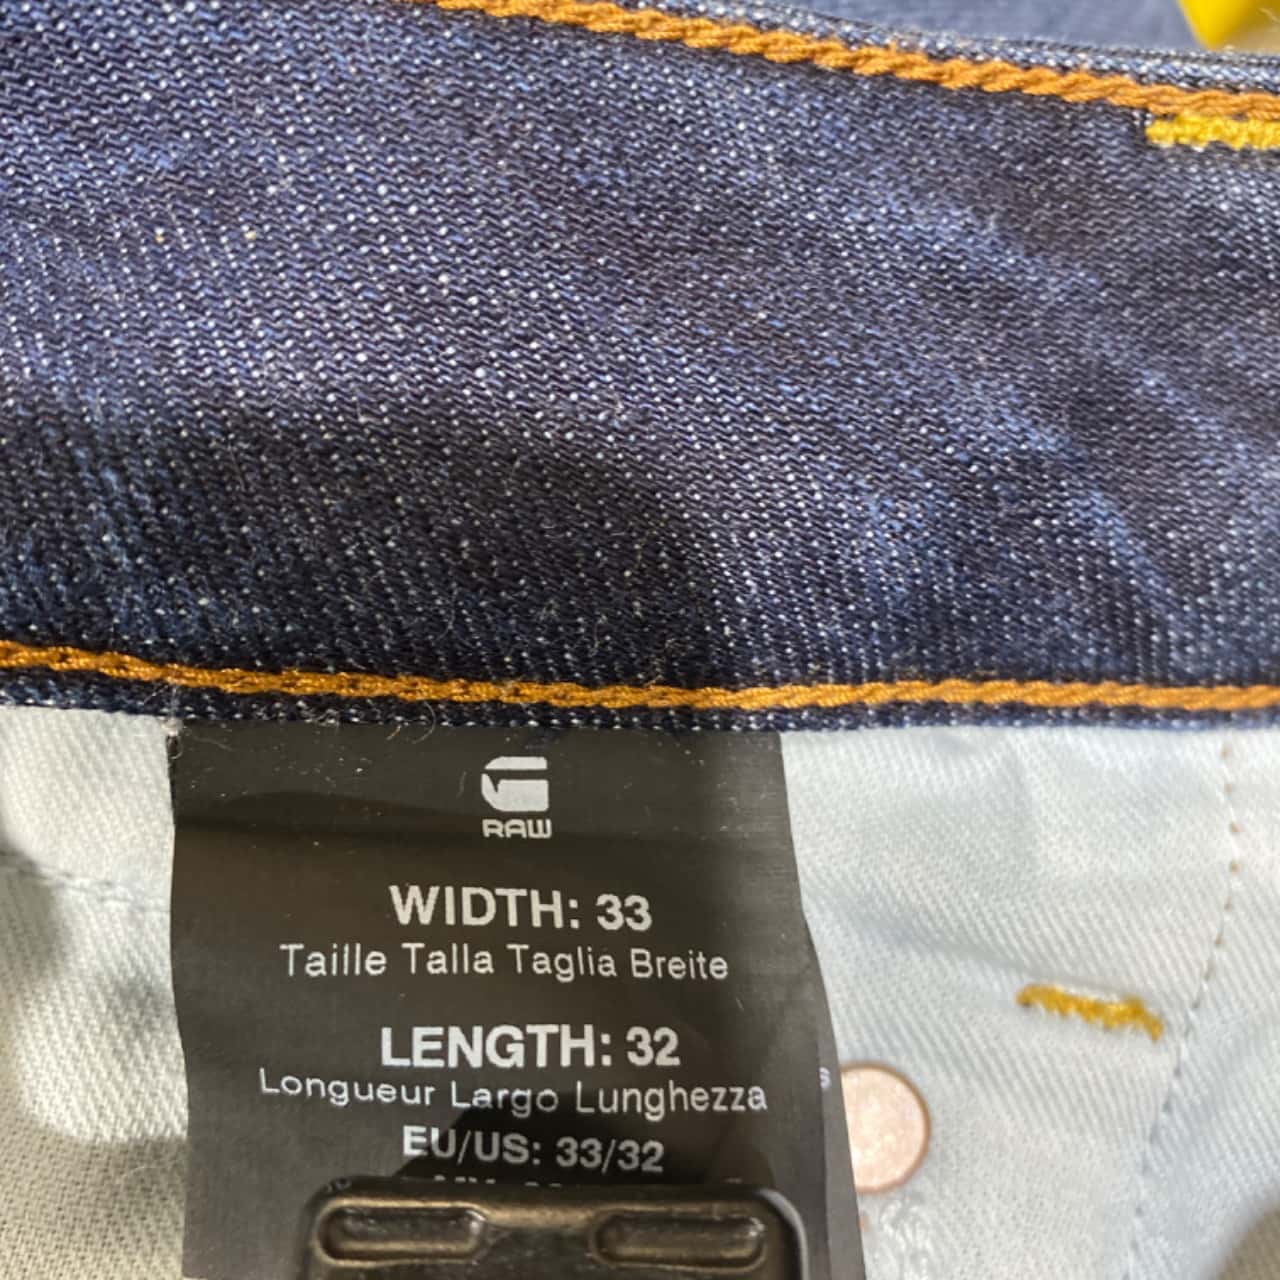 RAW
WIDTH: 33
Taille Talla Taglia Breite
LENGTH: 32
Longueur Largo Lunghezza
EU/US: 33/32